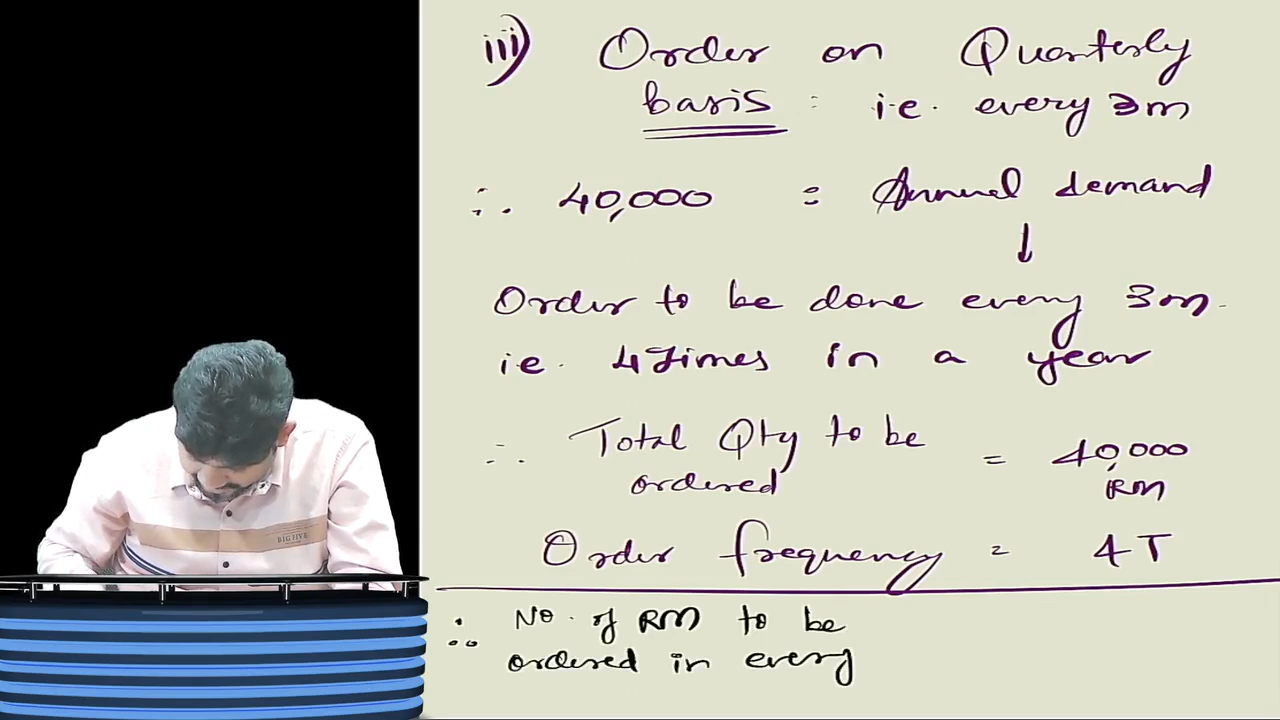 iii) Order on Quarterly
basis : i.e. every 3m
∴ 40,000 = Annual demand
↓
Order to be done every 3m.
i.e. 4 Times in a year
∴ Total Qty to be
ordered = 40,000
RM
Order frequency = 4T
∴ No. of RM to be
ordered in every
BIG FIVE